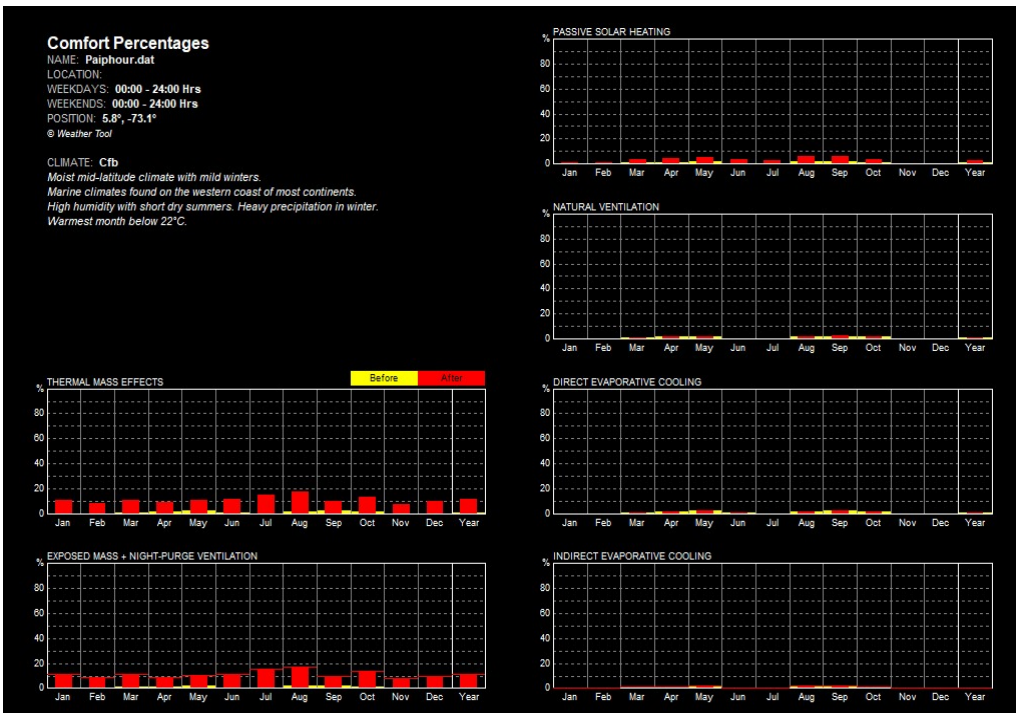 Comfort Percentages
NAME: Paiphour.dat
LOCATION:
WEEKDAYS: 00:00 - 24:00 Hrs
WEEKENDS: 00:00 - 24:00 Hrs
POSITION: 5.8°, -73.1°
© Weather Tool
CLIMATE: Cfb
Moist mid-latitude climate with mild winters.
Marine climates found on the western coast of most continents.
High humidity with short dry summers. Heavy precipitation in winter.
Warmest month below 22°C.
PASSIVE SOLAR HEATING
%
80
60
40
20
0
Jan Feb Mar Apr May Jun Jul Aug Sep Oct Nov Dec Year
NATURAL VENTILATION
%
80
60
40
20
0
Jan Feb Mar Apr May Jun Jul Aug Sep Oct Nov Dec Year
THERMAL MASS EFFECTS
Before After
%
80
60
40
20
0
Jan Feb Mar Apr May Jun Jul Aug Sep Oct Nov Dec Year
DIRECT EVAPORATIVE COOLING
%
80
60
40
20
0
Jan Feb Mar Apr May Jun Jul Aug Sep Oct Nov Dec Year
EXPOSED MASS + NIGHT-PURGE VENTILATION
%
80
60
40
20
0
Jan Feb Mar Apr May Jun Jul Aug Sep Oct Nov Dec Year
INDIRECT EVAPORATIVE COOLING
%
80
60
40
20
0
Jan Feb Mar Apr May Jun Jul Aug Sep Oct Nov Dec Year